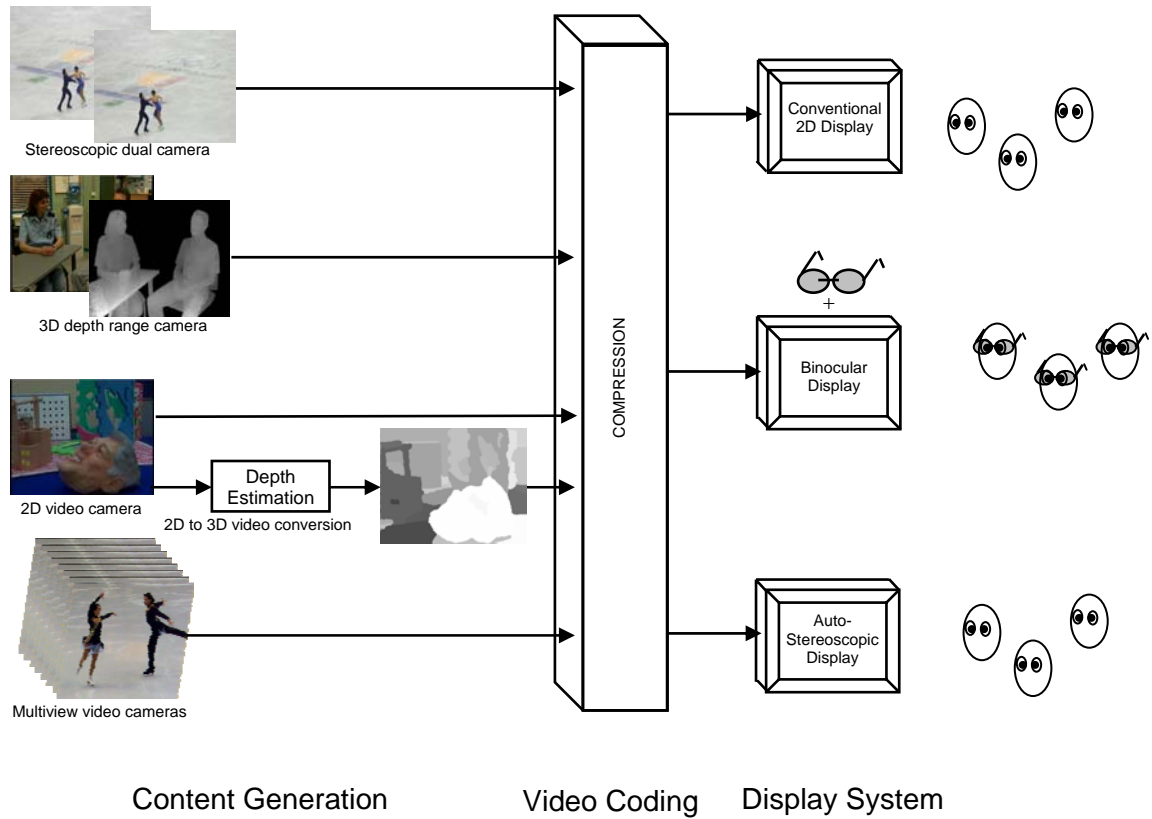 Stereoscopic dual camera
3D depth range camera
2D video camera
Depth
Estimation
2D to 3D video conversion
Multiview video cameras
COMPRESSION
Conventional
2D Display
+
Binocular
Display
Auto-
Stereoscopic
Display
Content Generation
Video Coding
Display System